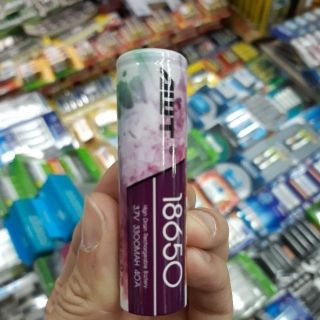 18650
High Drain Rechargeable Battery
3.7V 3300MAH 40A